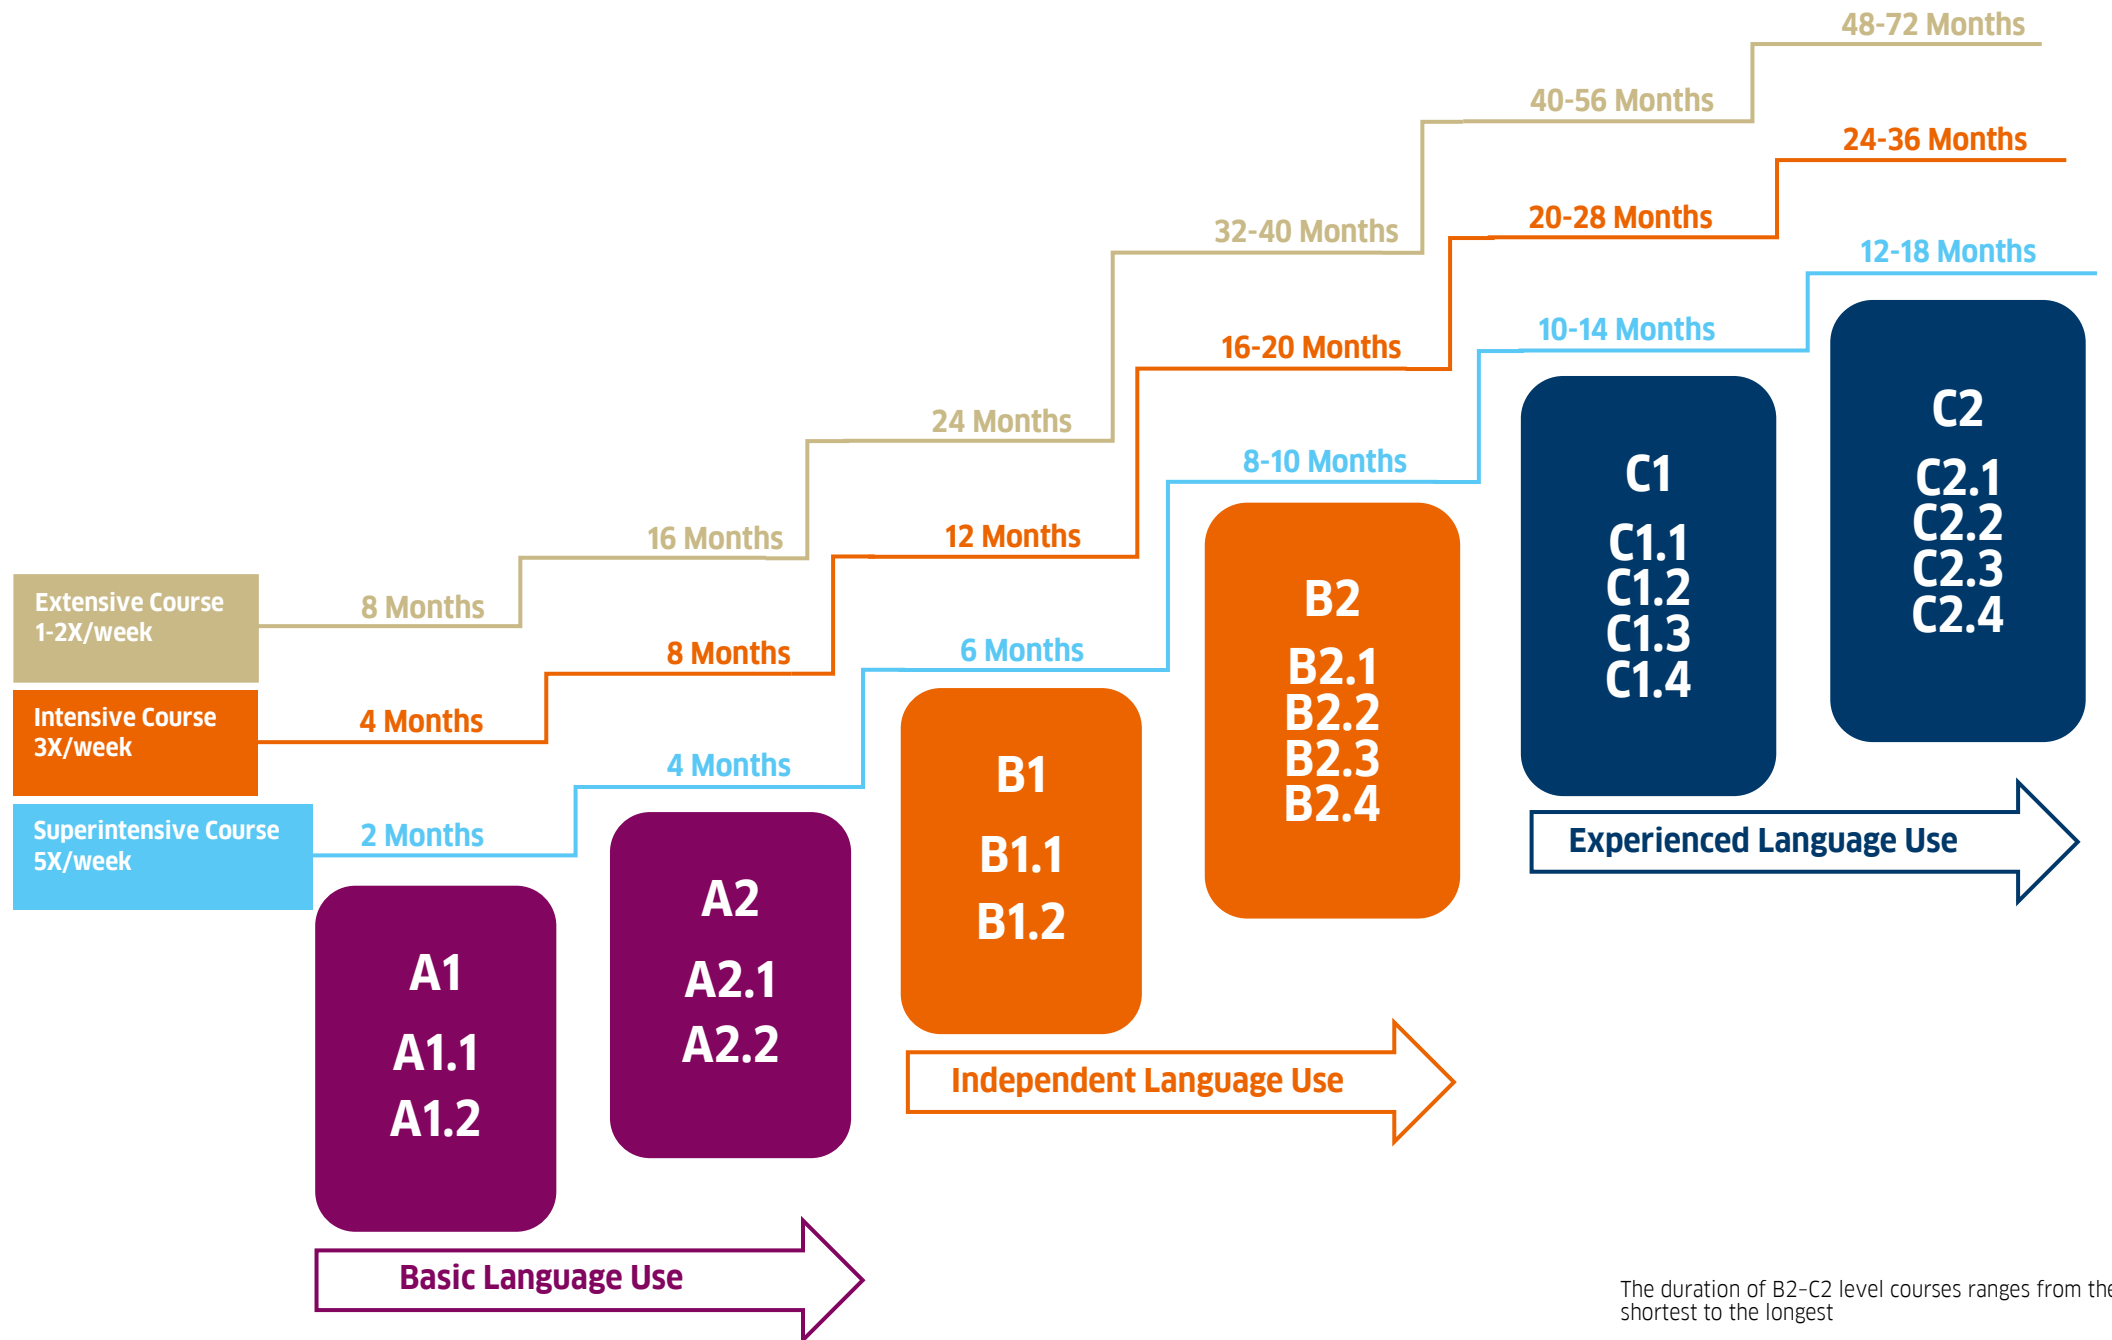 48-72 Months
40-56 Months
24-36 Months
32-40 Months
20-28 Months
12-18 Months
16-20 Months
10-14 Months
24 Months
8-10 Months
16 Months
12 Months
Extensive Course
1-2X/week
8 Months
8 Months
6 Months
Intensive Course
3X/week
4 Months
4 Months
Superintensive Course
5X/week
2 Months
A1
A1.1
A1.2
A2
A2.1
A2.2
B1
B1.1
B1.2
B2
B2.1
B2.2
B2.3
B2.4
C1
C1.1
C1.2
C1.3
C1.4
C2
C2.1
C2.2
C2.3
C2.4
Experienced Language Use
Independent Language Use
Basic Language Use
The duration of B2–C2 level courses ranges from the
shortest to the longest